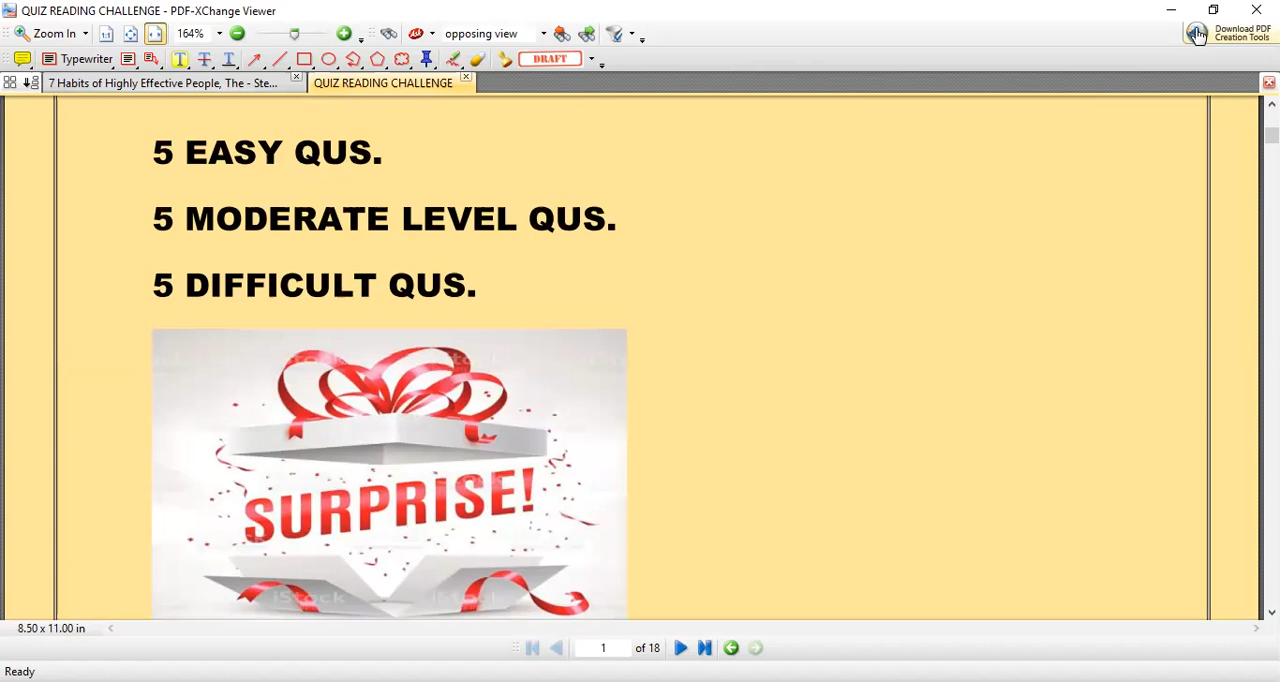 QUIZ READING CHALLENGE - PDF-XChange Viewer
Zoom In
164%
opposing view
Download PDF
Creation Tools
Typewriter
DRAFT
7 Habits of Highly Effective People, The - Ste...
QUIZ READING CHALLENGE
5 EASY QUS.
5 MODERATE LEVEL QUS.
5 DIFFICULT QUS.
SURPRISE!
iStock
8.50 x 11.00 in
1 of 18
Ready